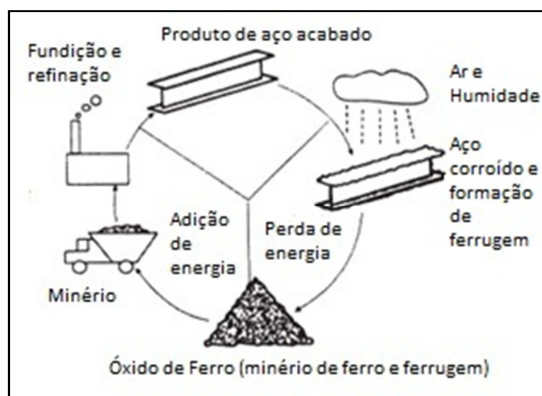 Produto de aço acabado
Fundição e
refinação
Ar e
Humidade
Aço
corroído e
formação
de
ferrugem
Adição
de
energia
Perda de
energia
Minério
Óxido de Ferro (minério de ferro e ferrugem)